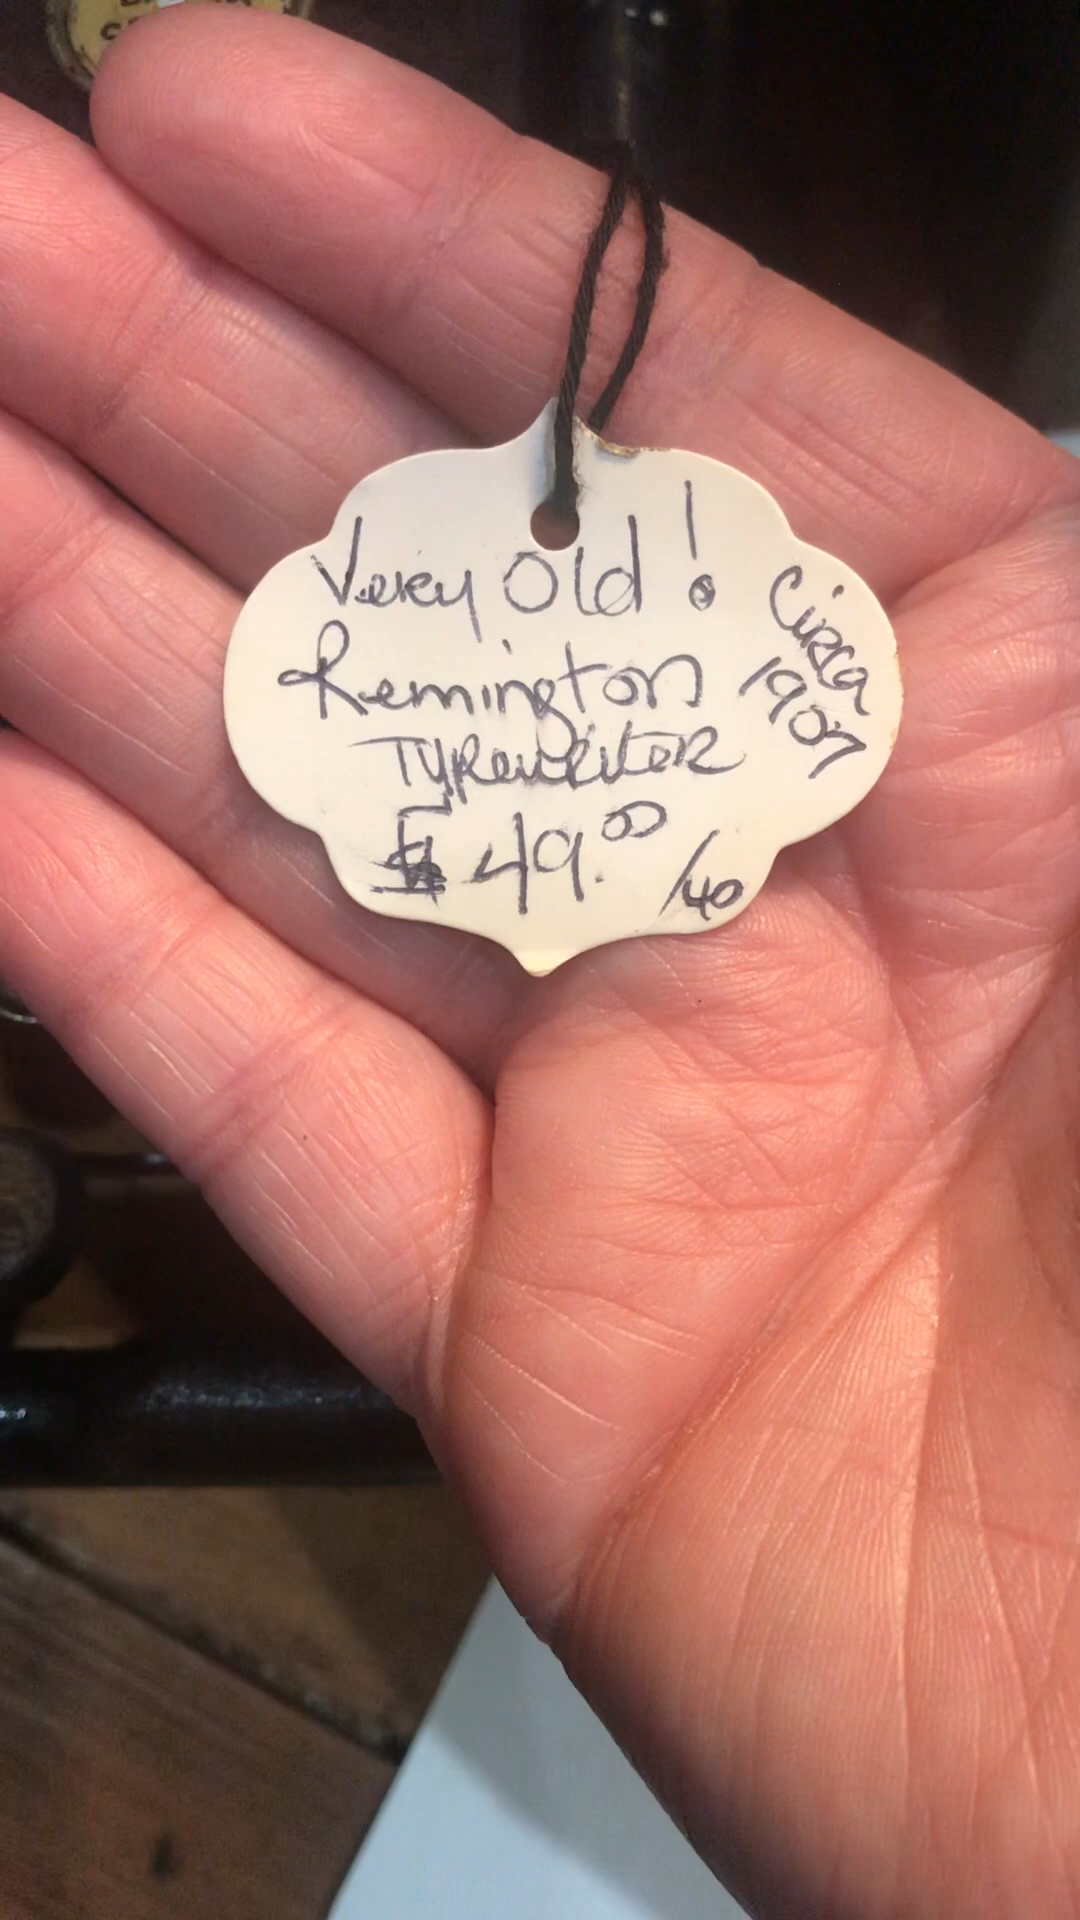 Very Old !
Remington
Typewriter
£ 49.00 /40
Circa
1907